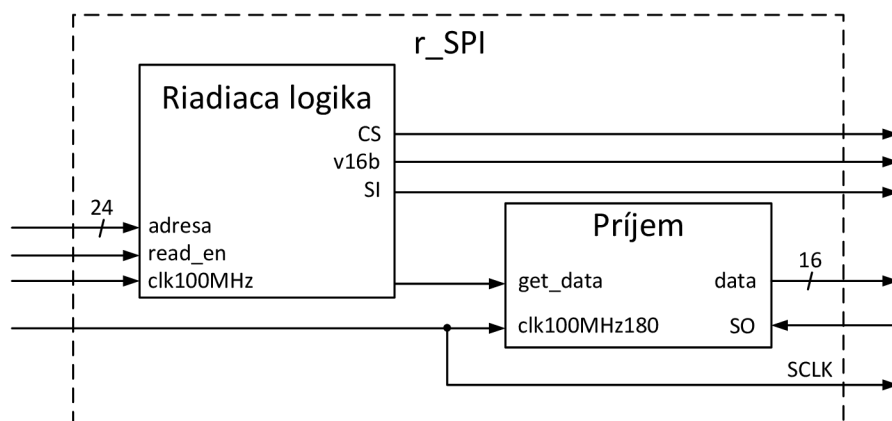 r_SPI
Riadiaca logika
CS
v16b
SI
24
adresa
read_en
clk100MHz
Príjem
16
get_data
data
clk100MHz180
SO
SCLK